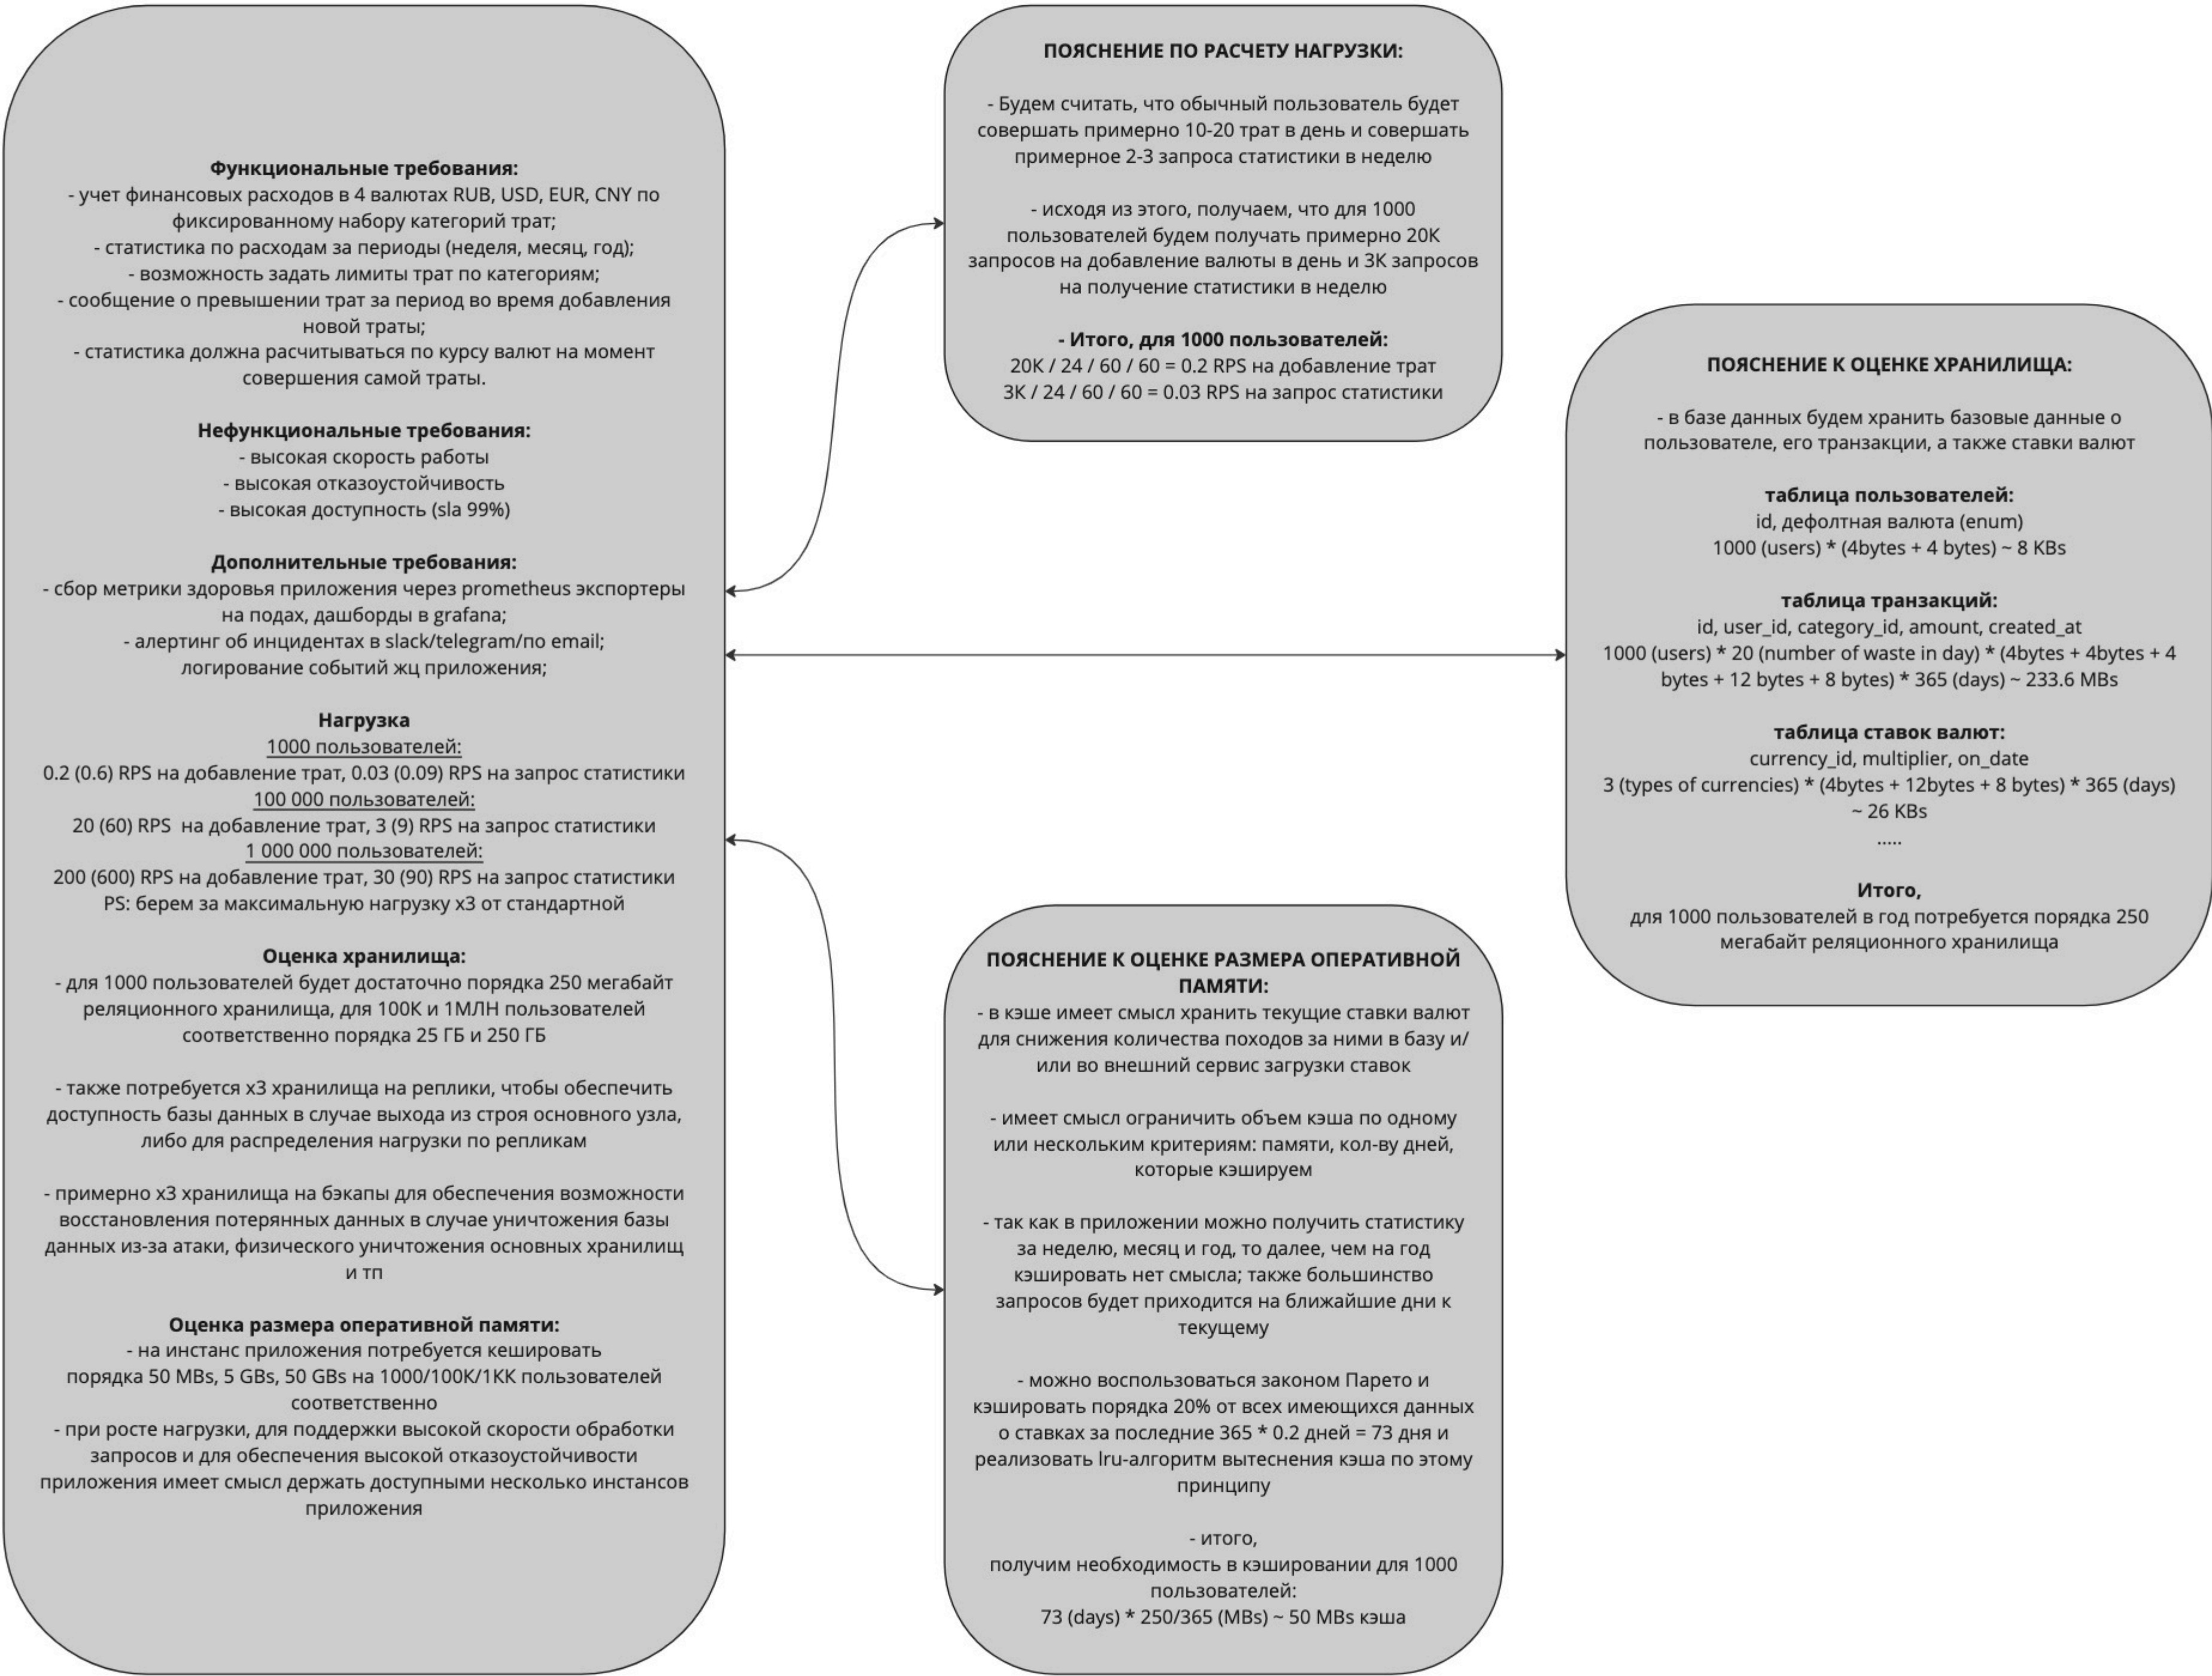 Функциональные требования:
- учет финансовых расходов в 4 валютах RUB, USD, EUR, CNY по
фиксированному набору категорий трат;
- статистика по расходам за периоды (неделя, месяц, год);
- возможность задать лимиты трат по категориям;
- сообщение о превышении трат за период во время добавления
новой траты;
- статистика должна расчитываться по курсу валют на момент
совершения самой траты.
Нефункциональные требования:
- высокая скорость работы
- высокая отказоустойчивость
- высокая доступность (sla 99%)
Дополнительные требования:
- сбор метрики здоровья приложения через prometheus экспортеры
на подах, дашборды в grafana;
- алертинг об инцидентах в slack/telegram/по email;
логирование событий жц приложения;
Нагрузка
1000 пользователей:
0.2 (0.6) RPS на добавление трат, 0.03 (0.09) RPS на запрос статистики
100 000 пользователей:
20 (60) RPS на добавление трат, 3 (9) RPS на запрос статистики
1 000 000 пользователей:
200 (600) RPS на добавление трат, 30 (90) RPS на запрос статистики
PS: берем за максимальную нагрузку x3 от стандартной
Оценка хранилища:
- для 1000 пользователей будет достаточно порядка 250 мегабайт
реляционного хранилища, для 100К и 1МЛН пользователей
соответственно порядка 25 ГБ и 250 ГБ
- также потребуется x3 хранилища на реплики, чтобы обеспечить
доступность базы данных в случае выхода из строя основного узла,
либо для распределения нагрузки по репликам
- примерно x3 хранилища на бэкапы для обеспечения возможности
восстановления потерянных данных в случае уничтожения базы
данных из-за атаки, физического уничтожения основных хранилищ
и тп
Оценка размера оперативной памяти:
- на инстанс приложения потребуется кешировать
порядка 50 MBs, 5 GBs, 50 GBs на 1000/100К/1КК пользователей
соответственно
- при росте нагрузки, для поддержки высокой скорости обработки
запросов и для обеспечения высокой отказоустойчивости
приложения имеет смысл держать доступными несколько инстансов
приложения
ПОЯСНЕНИЕ ПО РАСЧЕТУ НАГРУЗКИ:
- Будем считать, что обычный пользователь будет
совершать примерно 10-20 трат в день и совершать
примерное 2-3 запроса статистики в неделю
- исходя из этого, получаем, что для 1000
пользователей будем получать примерно 20К
запросов на добавление валюты в день и 3К запросов
на получение статистики в неделю
- Итого, для 1000 пользователей:
20К / 24 / 60 / 60 = 0.2 RPS на добавление трат
3К / 24 / 60 / 60 = 0.03 RPS на запрос статистики
ПОЯСНЕНИЕ К ОЦЕНКЕ ХРАНИЛИЩА:
- в базе данных будем хранить базовые данные о
пользователе, его транзакции, а также ставки валют
таблица пользователей:
id, дефолтная валюта (enum)
1000 (users) * (4bytes + 4 bytes) ~ 8 KBs
таблица транзакций:
id, user_id, category_id, amount, created_at
1000 (users) * 20 (number of waste in day) * (4bytes + 4bytes + 4
bytes + 12 bytes + 8 bytes) * 365 (days) ~ 233.6 MBs
таблица ставок валют:
currency_id, multiplier, on_date
3 (types of currencies) * (4bytes + 12bytes + 8 bytes) * 365 (days)
~ 26 KBs
.....
Итого,
для 1000 пользователей в год потребуется порядка 250
мегабайт реляционного хранилища
ПОЯСНЕНИЕ К ОЦЕНКЕ РАЗМЕРА ОПЕРАТИВНОЙ
ПАМЯТИ:
- в кэше имеет смысл хранить текущие ставки валют
для снижения количества походов за ними в базу и/
или во внешний сервис загрузки ставок
- имеет смысл ограничить объем кэша по одному
или нескольким критериям: памяти, кол-ву дней,
которые кэшируем
- так как в приложении можно получить статистику
за неделю, месяц и год, то далее, чем на год
кэшировать нет смысла; также большинство
запросов будет приходится на ближайшие дни к
текущему
- можно воспользоваться законом Парето и
кэшировать порядка 20% от всех имеющихся данных
о ставках за последние 365 * 0.2 дней = 73 дня и
реализовать lru-алгоритм вытеснения кэша по этому
принципу
- итого,
получим необходимость в кэшировании для 1000
пользователей:
73 (days) * 250/365 (MBs) ~ 50 MBs кэша